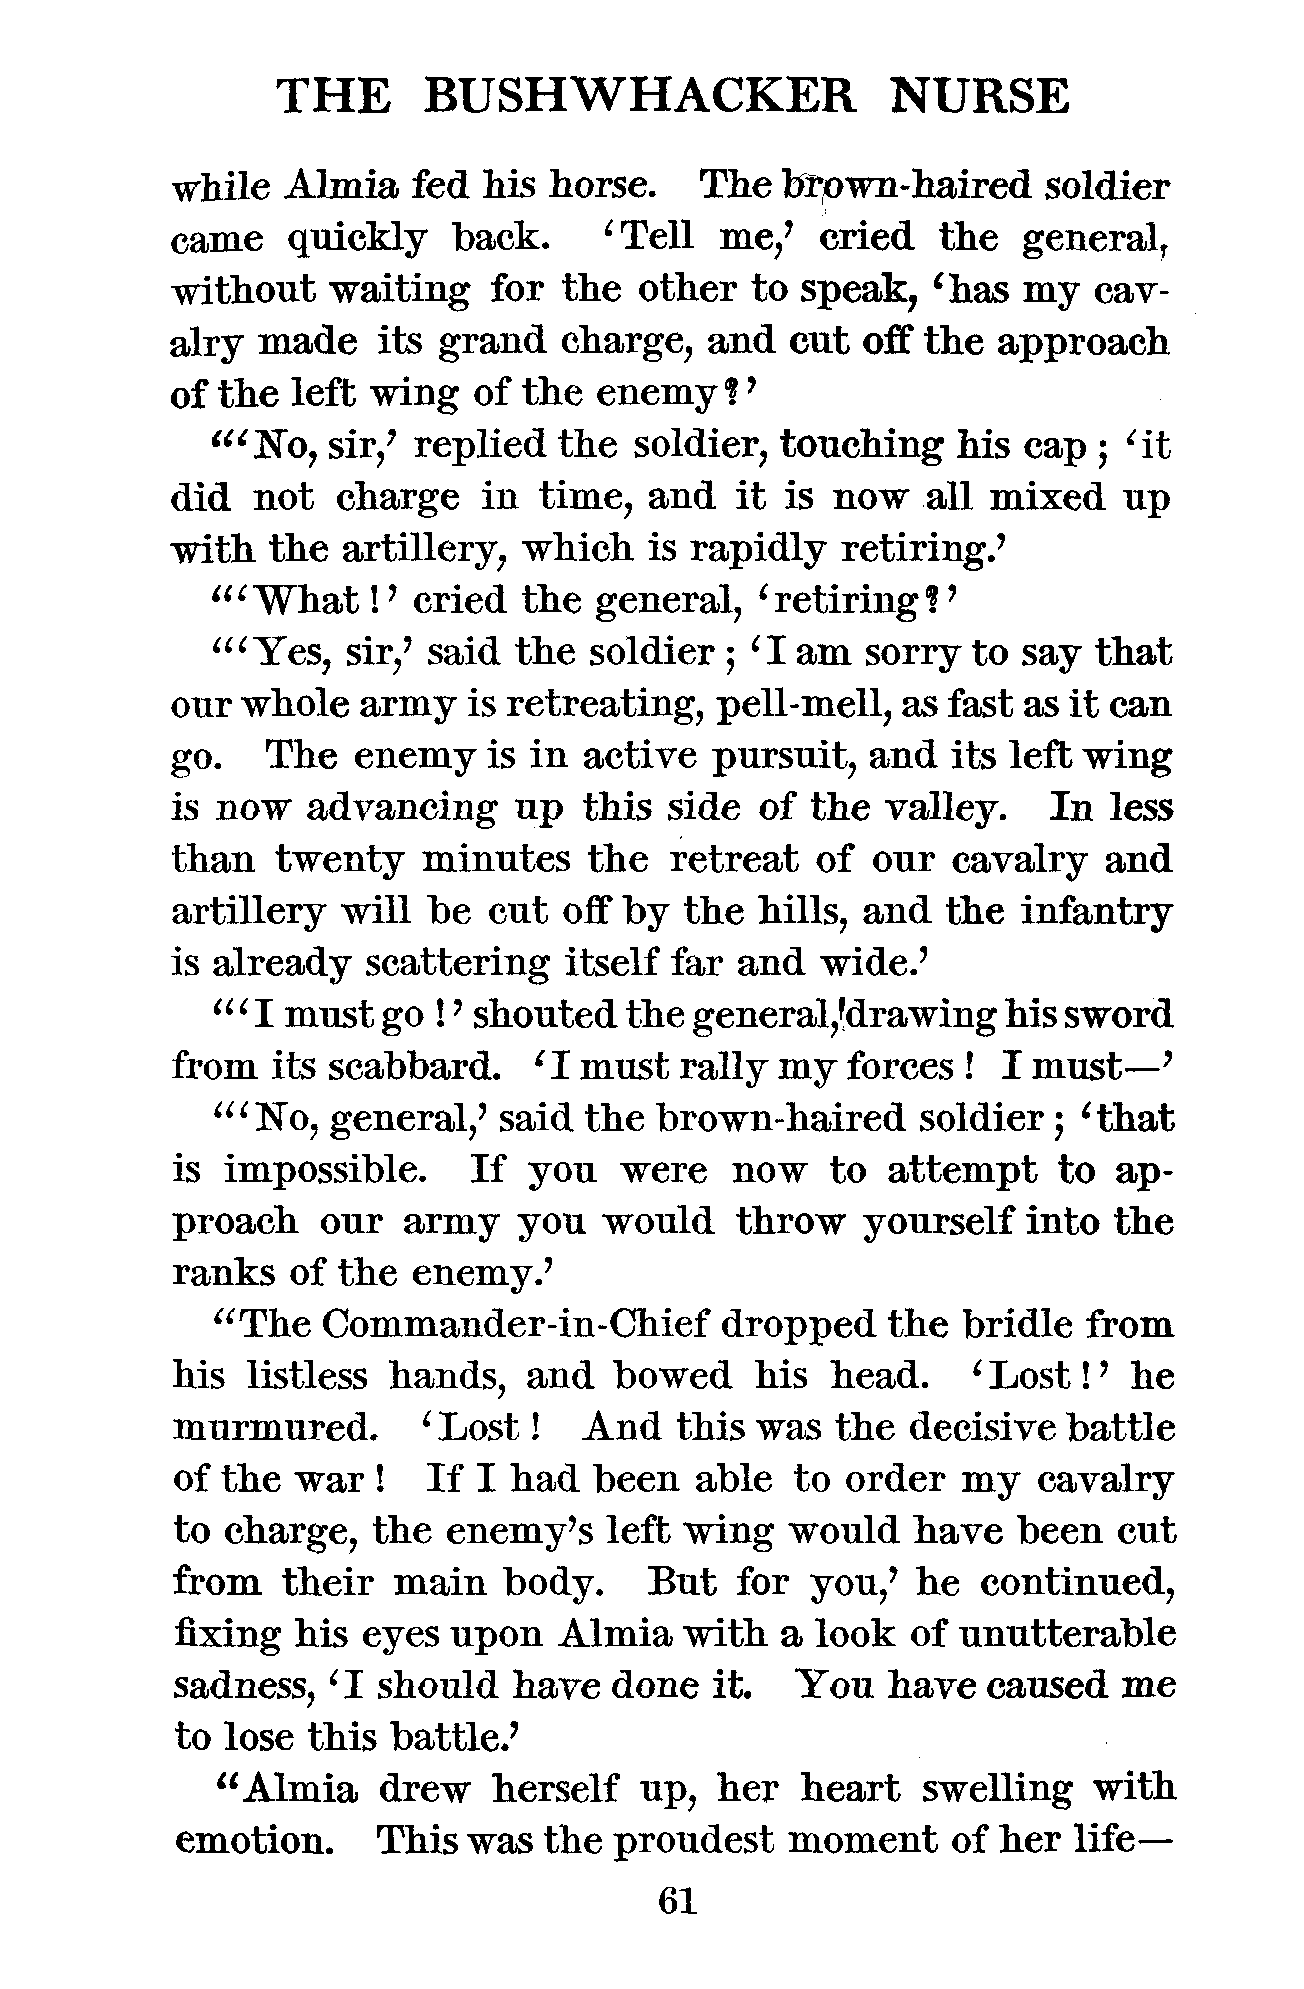 THE BUSHWHACKER NURSE
while Almia fed his horse. The brown-haired soldier
came quickly back. ‘Tell me,’ cried the general,
without waiting for the other to speak, ‘has my cav-
alry made its grand charge, and cut off the approach
of the left wing of the enemy?’
“‘No, sir,’ replied the soldier, touching his cap; ‘it
did not charge in time, and it is now all mixed up
with the artillery, which is rapidly retiring.’
“‘What!’ cried the general, ‘retiring?’
“‘Yes, sir,’ said the soldier; ‘I am sorry to say that
our whole army is retreating, pell-mell, as fast as it can
go. The enemy is in active pursuit, and its left wing
is now advancing up this side of the valley. In less
than twenty minutes the retreat of our cavalry and
artillery will be cut off by the hills, and the infantry
is already scattering itself far and wide.’
“‘I must go!’ shouted the general, drawing his sword
from its scabbard. ‘I must rally my forces! I must—’
“‘No, general,’ said the brown-haired soldier; ‘that
is impossible. If you were now to attempt to ap-
proach our army you would throw yourself into the
ranks of the enemy.’
“The Commander-in-Chief dropped the bridle from
his listless hands, and bowed his head. ‘Lost!’ he
murmured. ‘Lost! And this was the decisive battle
of the war! If I had been able to order my cavalry
to charge, the enemy’s left wing would have been cut
from their main body. But for you,’ he continued,
fixing his eyes upon Almia with a look of unutterable
sadness, ‘I should have done it. You have caused me
to lose this battle.’
“Almia drew herself up, her heart swelling with
emotion. This was the proudest moment of her life—
61